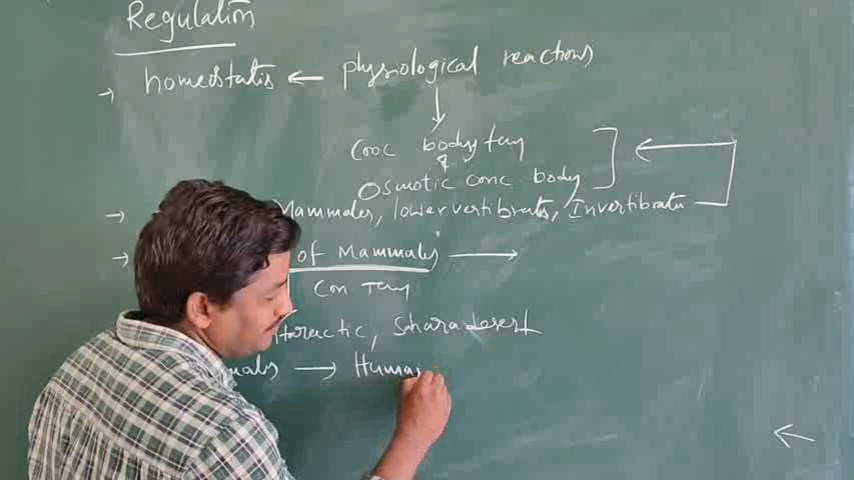 Regulation
→ homeostatis ← physiological reactions
Conc body temp
&
Osmotic conc. body
→ Mammales, lower vertibrates, Invertibrates
→ of Mammals →
Con Temp
, Sahara desert
→ Human